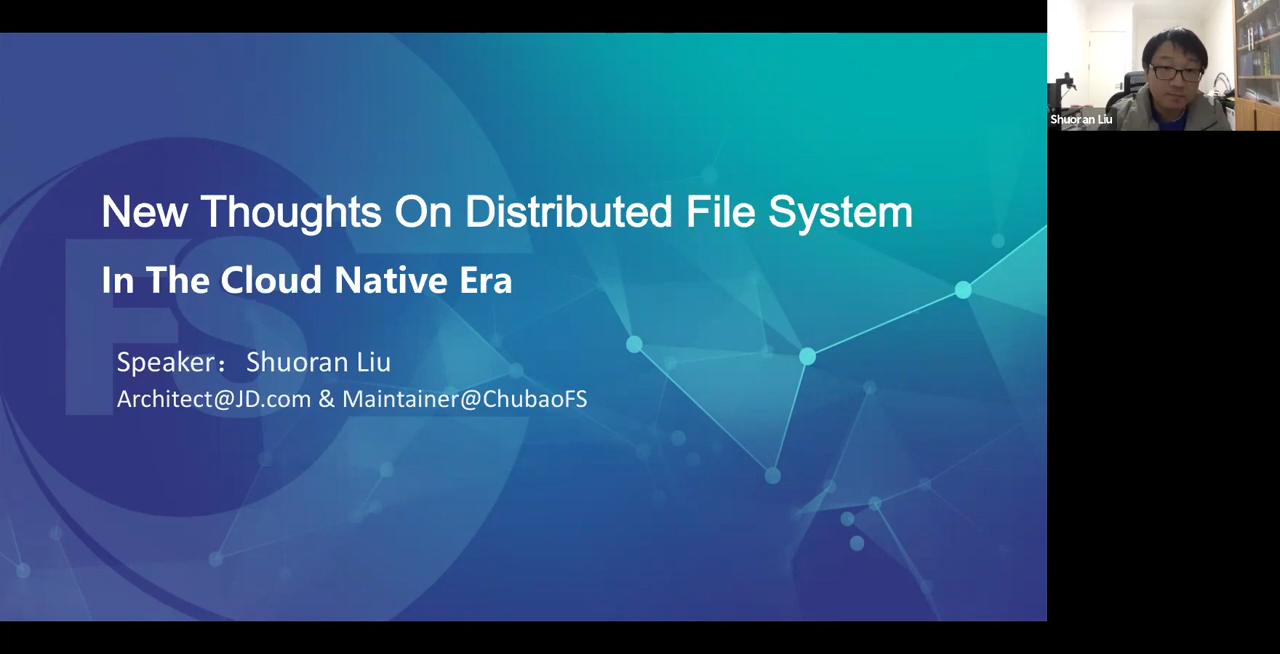 New Thoughts On Distributed File System
In The Cloud Native Era
Speaker： Shuoran Liu
Architect@JD.com & Maintainer@ChubaoFS
FS
Shuoran Liu